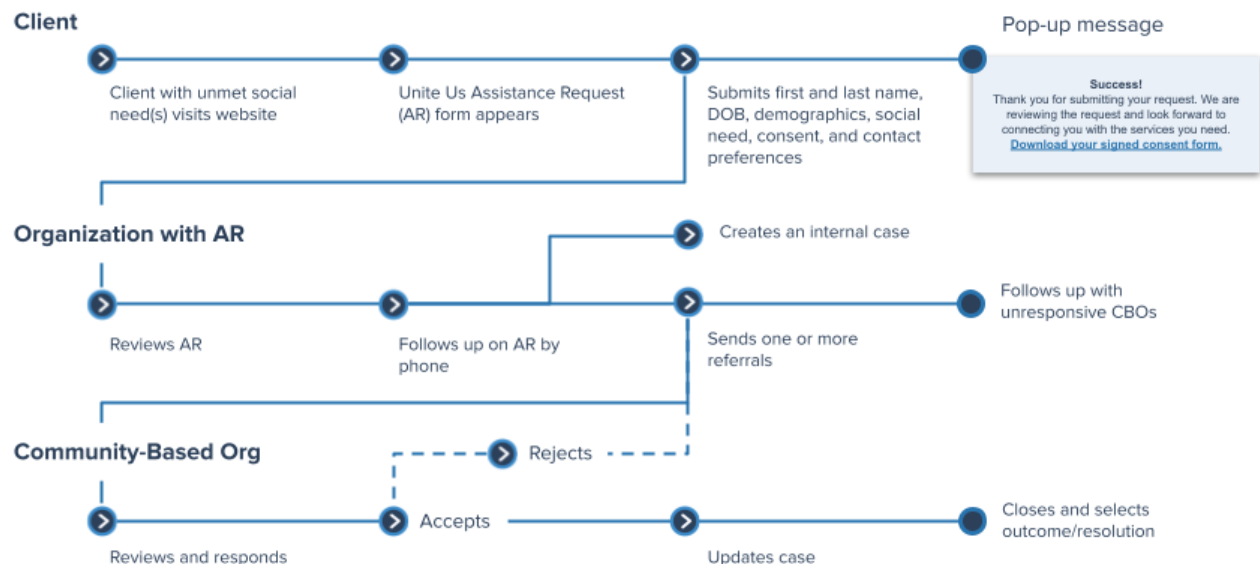 Client
Pop-up message
Client with unmet social
need(s) visits website
Unite Us Assistance Request
(AR) form appears
Submits first and last name,
DOB, demographics, social
need, consent, and contact
preferences
Success!
Thank you for submitting your request. We are
reviewing the request and look forward to
connecting you with the services you need.
Download your signed consent form.
Organization with AR
Creates an internal case
Reviews AR
Follows up on AR by
phone
Sends one or more
referrals
Follows up with
unresponsive CBOs
Community-Based Org
Rejects
Accepts
Reviews and responds
Updates case
Closes and selects
outcome/resolution